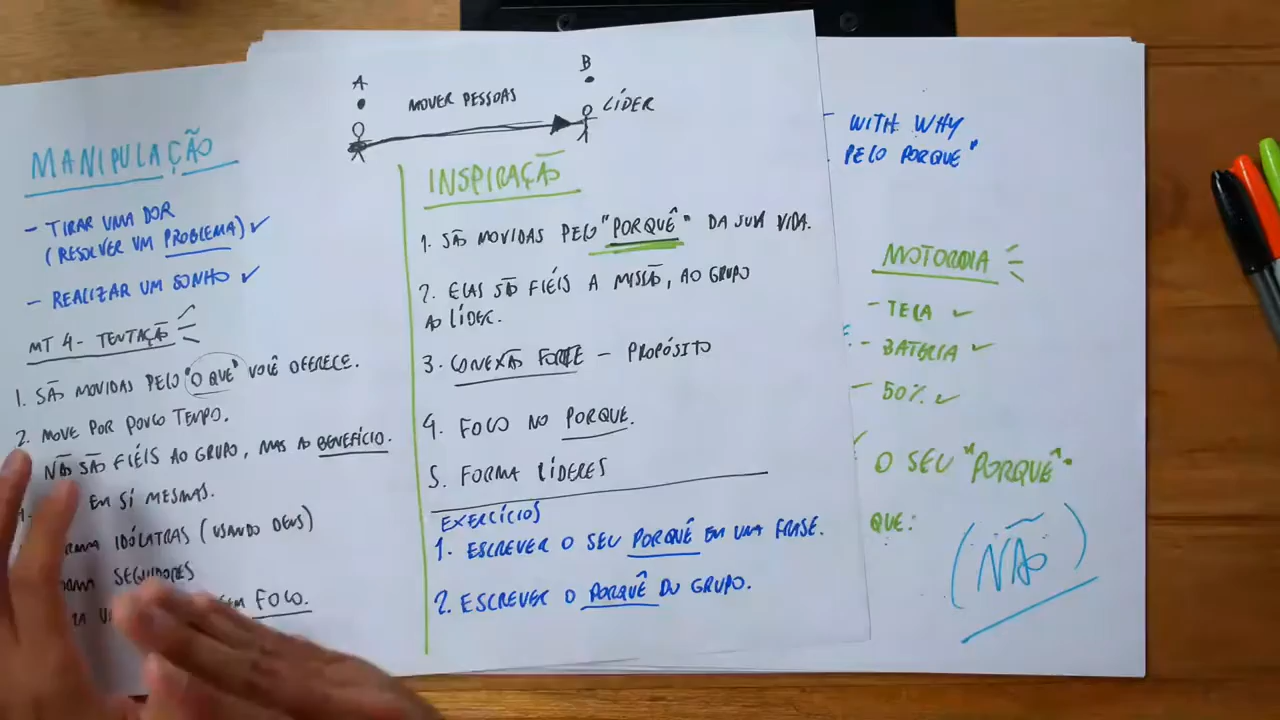 A
B
MOVER PESSOAS
LÍDER
MANIPULAÇÃO
- TIRAR UMA DOR
(RESOLVER UM PROBLEMA) ✓
- REALIZAR UM SONHO ✓
MT 4 - TENTAÇÃO
1. SÃO MOVIDAS PELO "O QUE" VOCÊ OFERECE.
2. MOVE POR POUCO TEMPO.
NÃO SÃO FIÉIS AO GRUPO, MAS AO BENEFÍCIO.
EM SÍ MESMAS.
IDÓLATRAS (USANDO DEUS)
SEGUIDORES
FOCO.
INSPIRAÇÃO
1. SÃO MOVIDAS PELO "PORQUÊ" DA SUA VIDA.
2. ELAS SÃO FIÉIS A MISSÃO, AO GRUPO
AO LÍDER.
3. CONEXÃO FORTE - PROPÓSITO
4. FOCO NO PORQUE.
5. FORMA LÍDERES
EXERCÍCIOS
1. ESCREVER O SEU PORQUÊ EM UMA FRASE.
2. ESCREVER O PORQUÊ DO GRUPO.
- WITH WHY
PELO PORQUE"
MOTOROLA
- TELA ✓
- BATERIA ✓
- 50% ✓
O SEU "PORQUÊ".
QUE:
(NÃO)